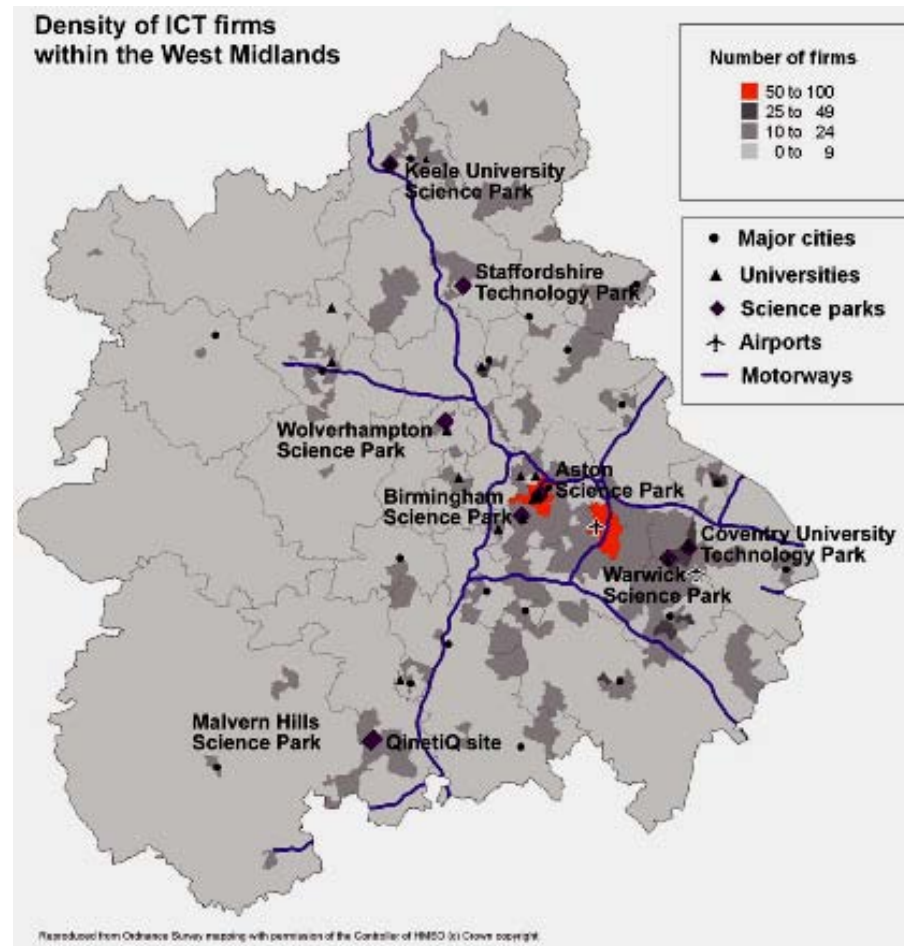 Density of ICT firms
within the West Midlands
Number of firms
50 to 100
25 to 49
10 to 24
0 to 9
Major cities
Universities
Science parks
Airports
Motorways
Keele University
Science Park
Staffordshire
Technology Park
Wolverhampton
Science Park
Aston
Science Park
Birmingham
Science Park
Coventry University
Technology Park
Warwick
Science Park
Malvern Hills
Science Park
QinetiQ site
Reproduced from Ordnance Survey mapping with permission of the Controller of HMSO (c) Crown copyright